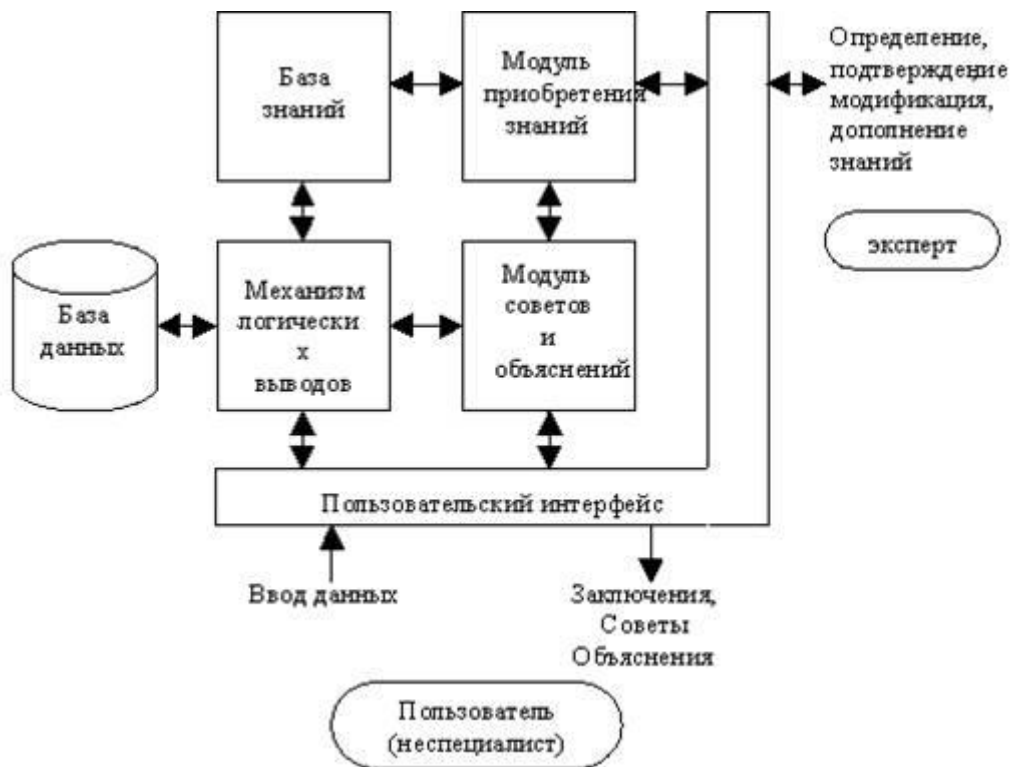 База
знаний
Модуль
приобретения
знаний
Определение,
подтверждение
модификация,
дополнение
знаний
эксперт
База
данных
Механизм
логически
х
выводов
Модуль
советов
и
объяснений
Пользовательский интерфейс
Ввод данных
Заключения,
Советы
Объяснения
Пользователь
(неспециалист)